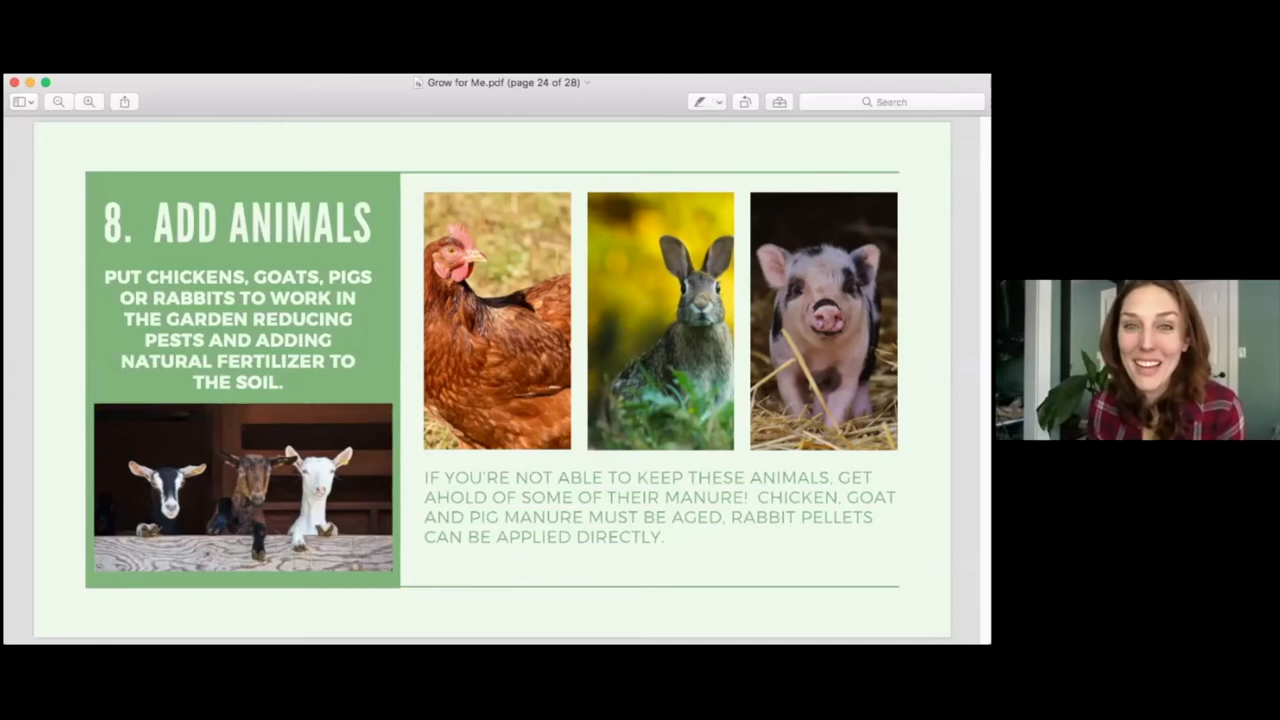 Grow for Me.pdf (page 24 of 28)
Search
8. ADD ANIMALS
PUT CHICKENS, GOATS, PIGS
OR RABBITS TO WORK IN
THE GARDEN REDUCING
PESTS AND ADDING
NATURAL FERTILIZER TO
THE SOIL.
IF YOU'RE NOT ABLE TO KEEP THESE ANIMALS, GET
AHOLD OF SOME OF THEIR MANURE! CHICKEN, GOAT
AND PIG MANURE MUST BE AGED, RABBIT PELLETS
CAN BE APPLIED DIRECTLY.